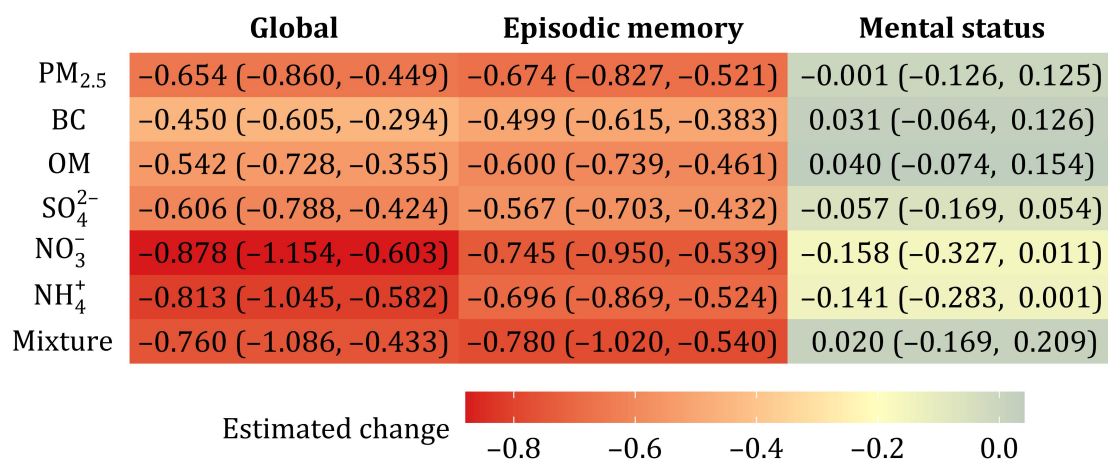 Global Episodic memory Mental status
PM₂.₅ –0.654 (–0.860, –0.449) –0.674 (–0.827, –0.521) –0.001 (–0.126, 0.125)
BC –0.450 (–0.605, –0.294) –0.499 (–0.615, –0.383) 0.031 (–0.064, 0.126)
OM –0.542 (–0.728, –0.355) –0.600 (–0.739, –0.461) 0.040 (–0.074, 0.154)
SO₄²⁻ –0.606 (–0.788, –0.424) –0.567 (–0.703, –0.432) –0.057 (–0.169, 0.054)
NO₃⁻ –0.878 (–1.154, –0.603) –0.745 (–0.950, –0.539) –0.158 (–0.327, 0.011)
NH₄⁺ –0.813 (–1.045, –0.582) –0.696 (–0.869, –0.524) –0.141 (–0.283, 0.001)
Mixture –0.760 (–1.086, –0.433) –0.780 (–1.020, –0.540) 0.020 (–0.169, 0.209)
Estimated change
–0.8 –0.6 –0.4 –0.2 0.0